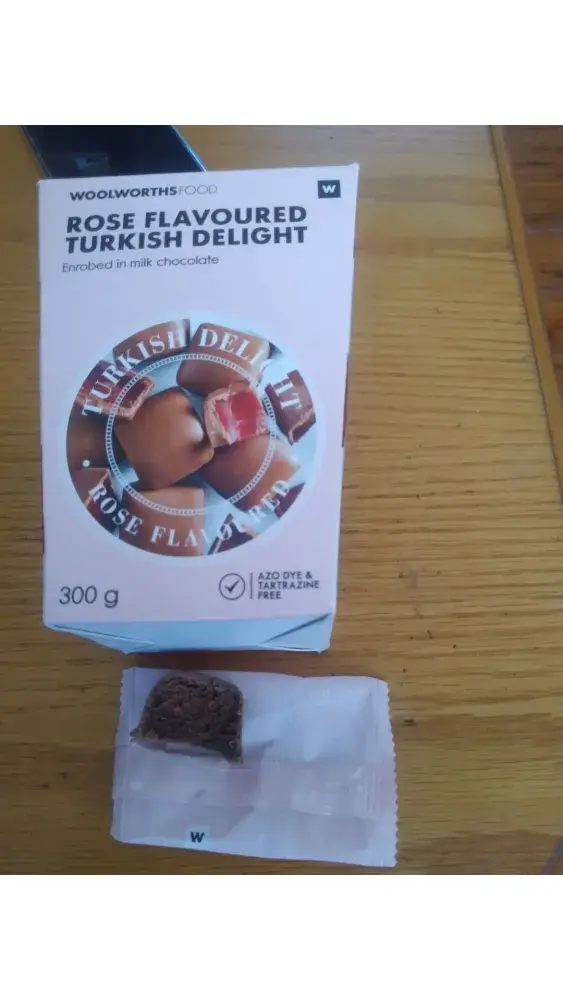 WOOLWORTHSFOOD
W
ROSE FLAVOURED
TURKISH DELIGHT
Enrobed in milk chocolate
TURKISH DELIGHT
• ROSE FLAVOURED
300 g
AZO DYE &
TARTRAZINE
FREE
W